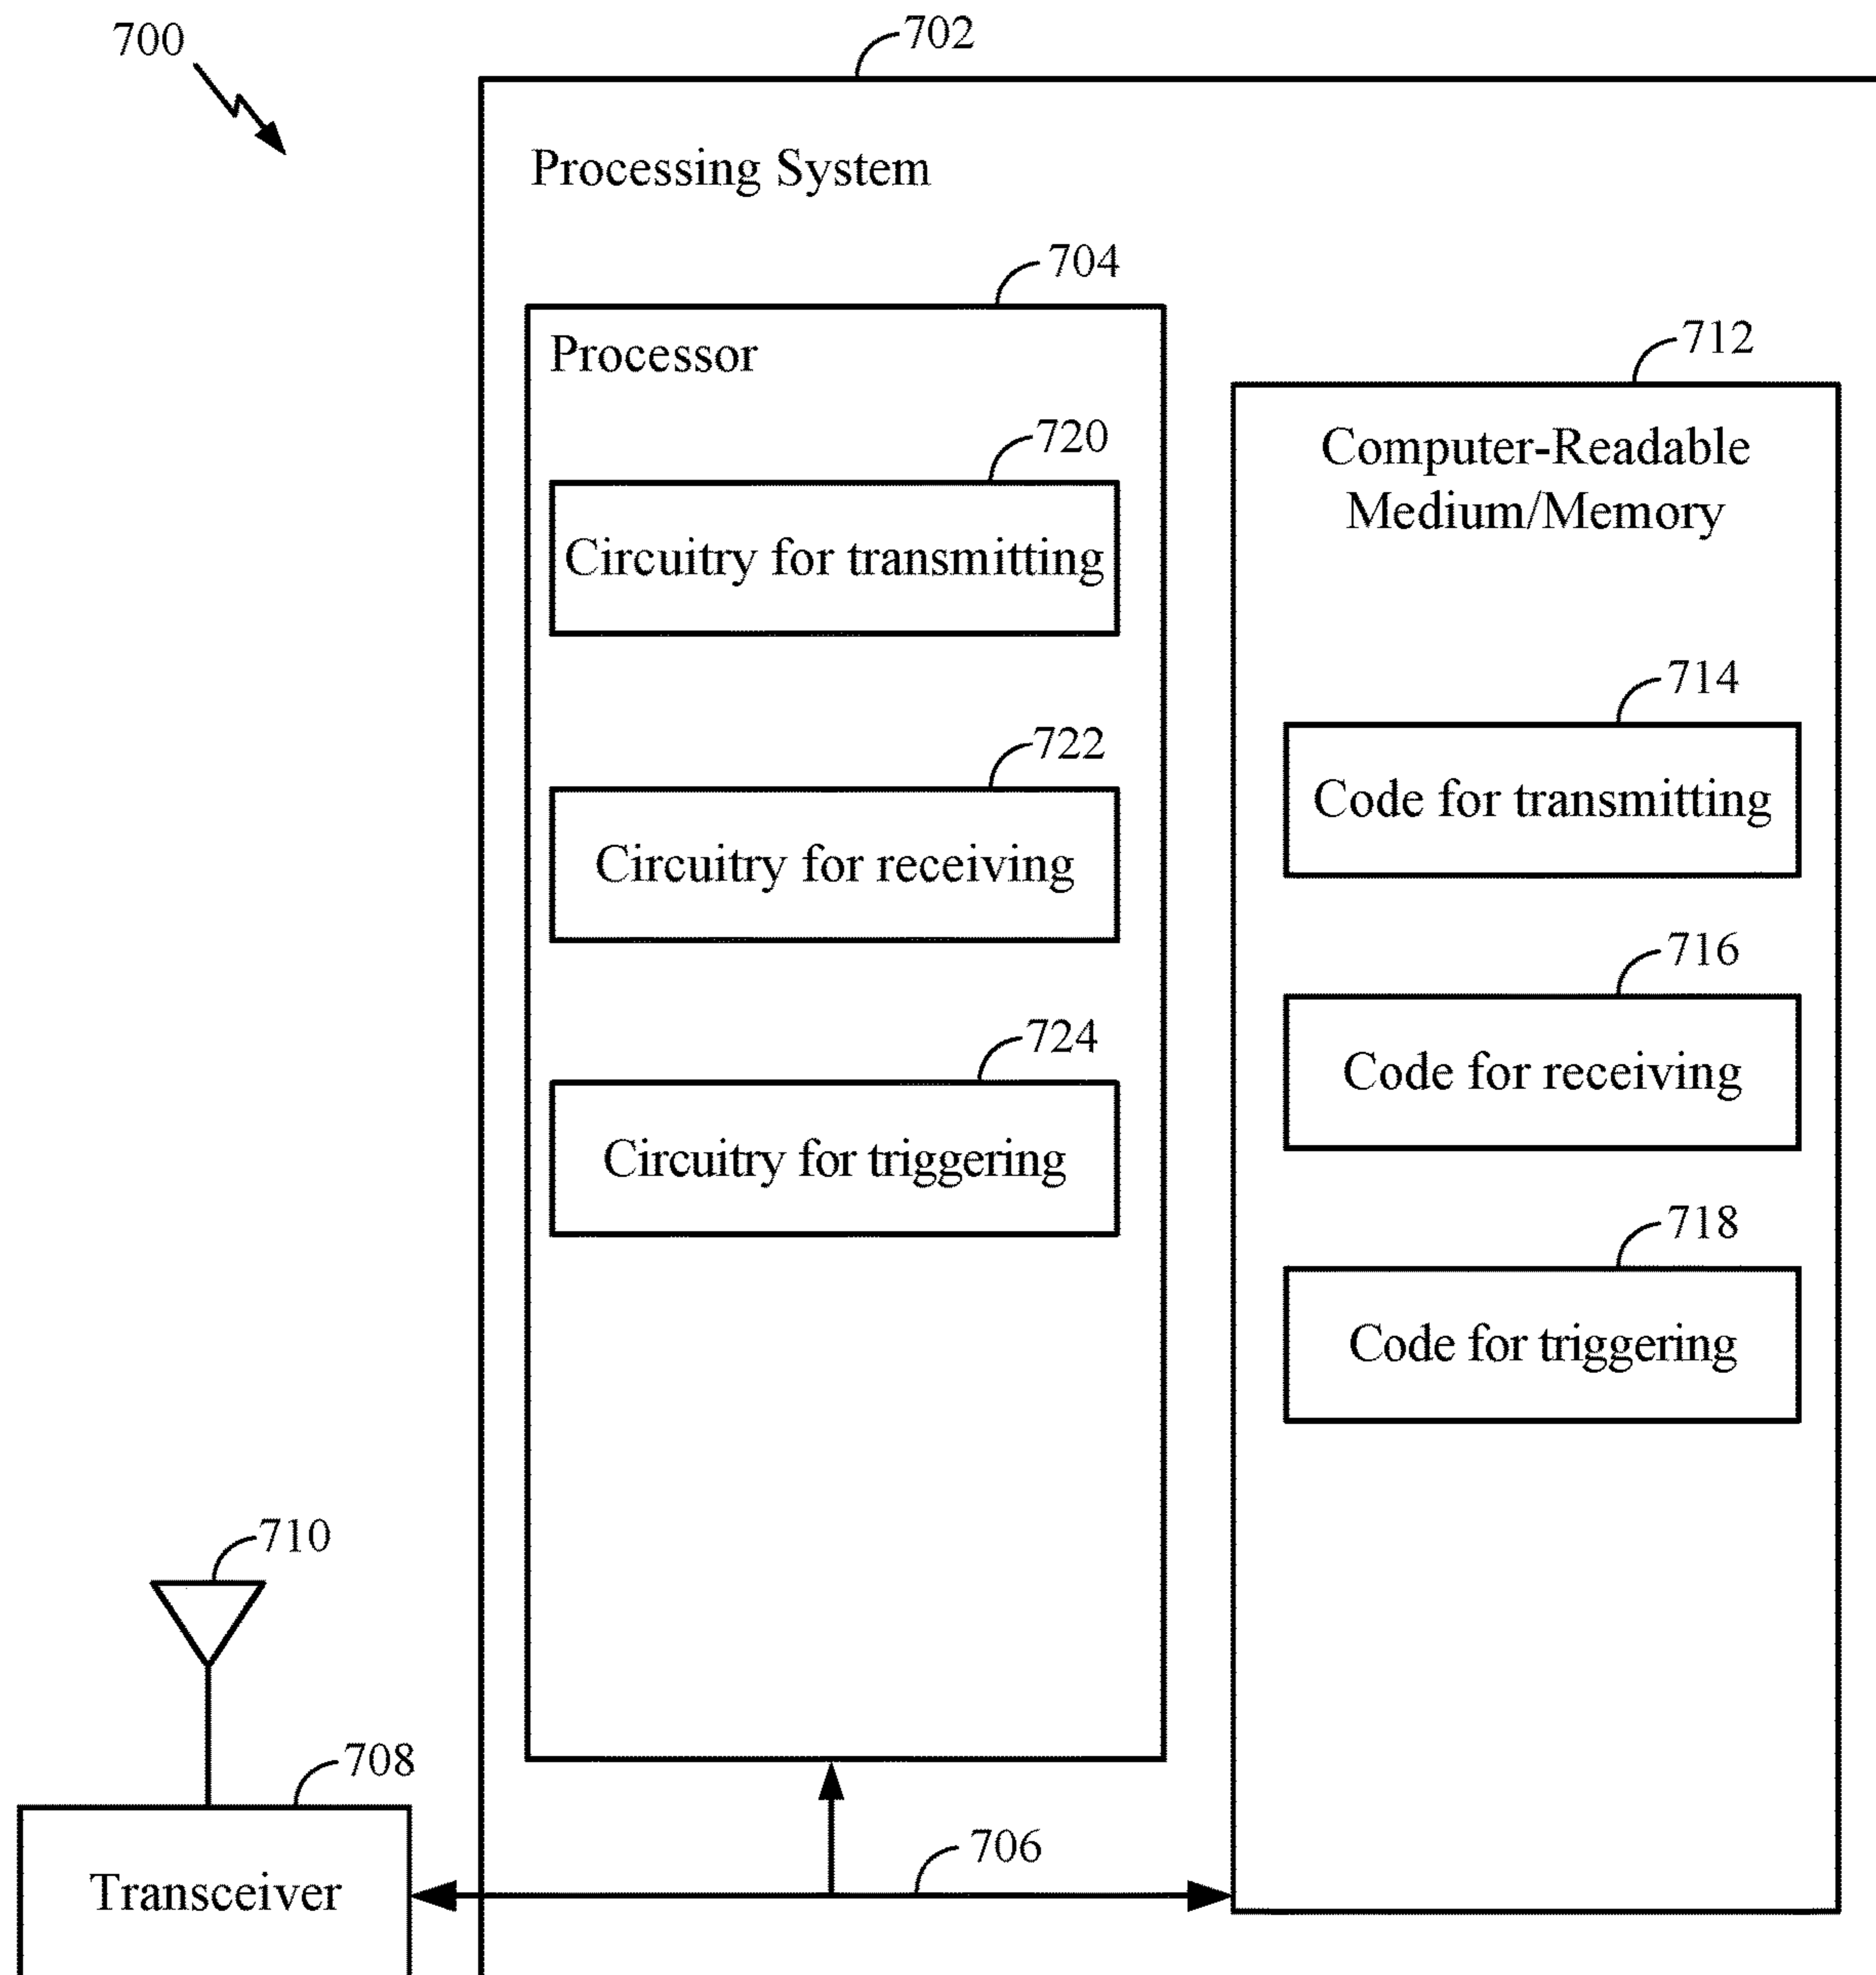 700
702
Processing System
704
Processor
720
Circuitry for transmitting
722
Circuitry for receiving
724
Circuitry for triggering
712
Computer-Readable
Medium/Memory
714
Code for transmitting
716
Code for receiving
718
Code for triggering
710
708
Transceiver
706